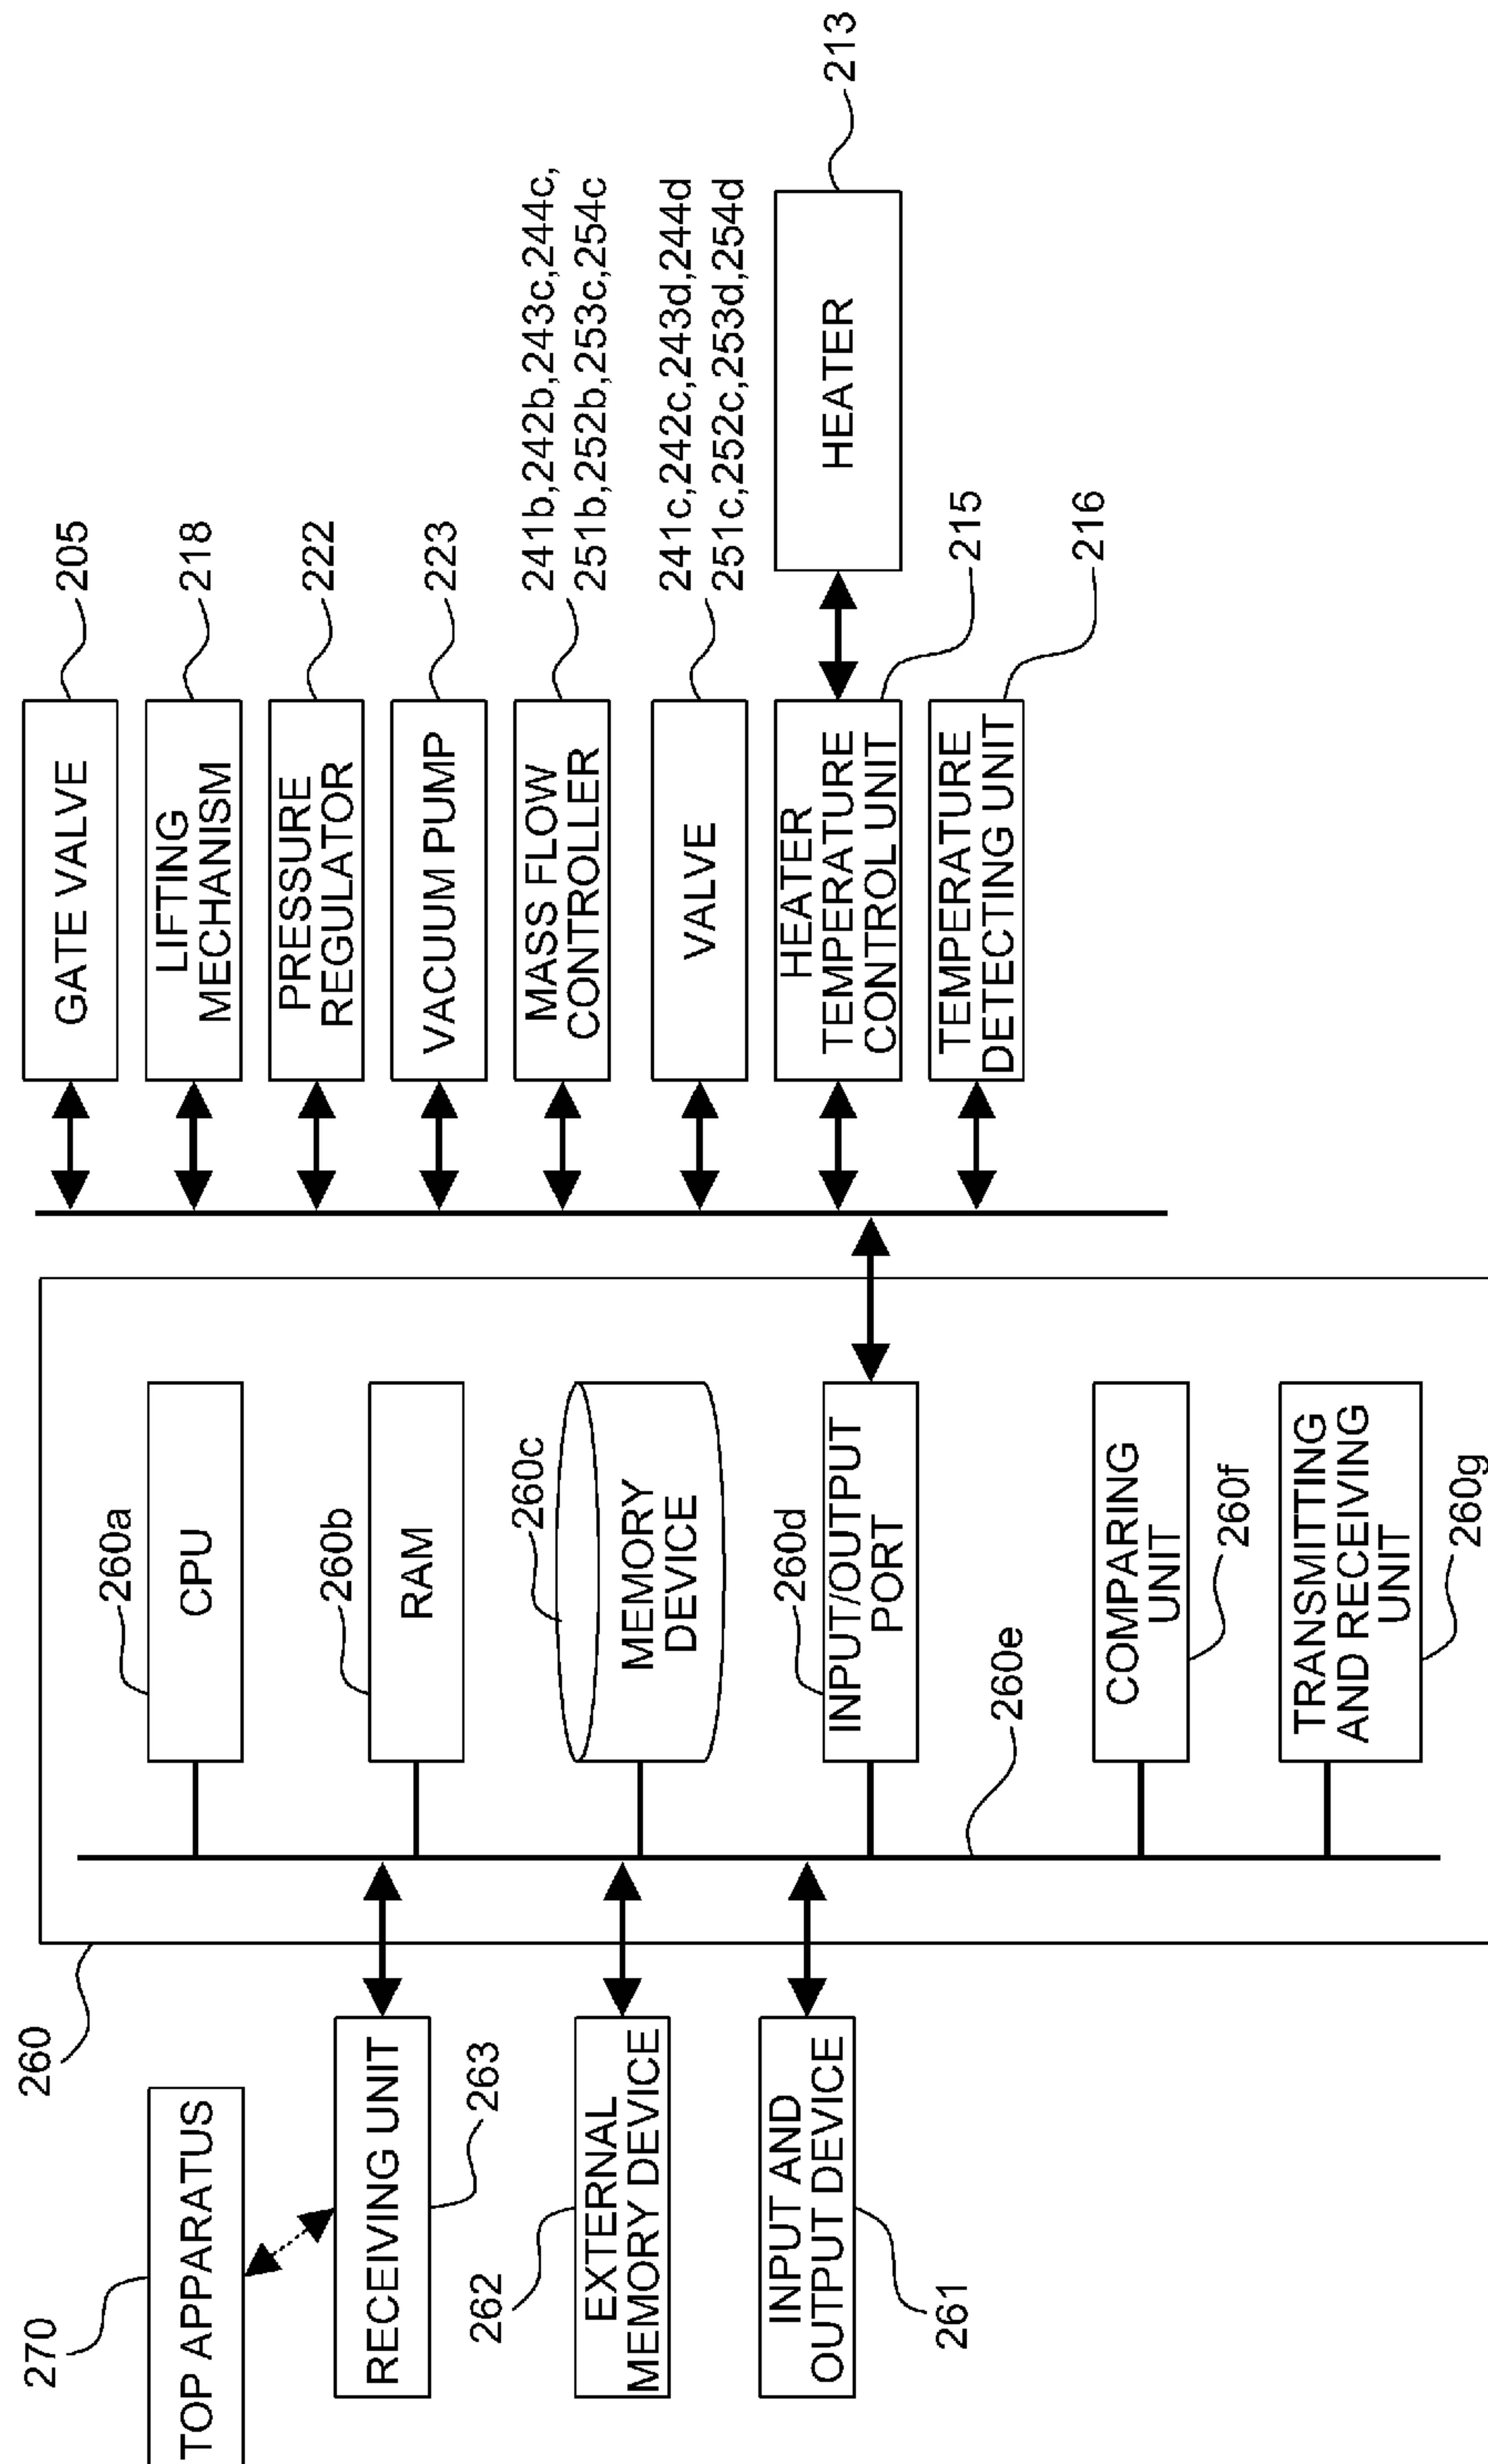 270
TOP APPARATUS
RECEIVING UNIT
263
262
EXTERNAL
MEMORY DEVICE
INPUT AND
OUTPUT DEVICE
261
260
260a
CPU
260b
RAM
260c
MEMORY
DEVICE
260d
INPUT/OUTPUT
PORT
260e
COMPARING
UNIT
260f
TRANSMITTING
AND RECEIVING
UNIT
260g
GATE VALVE
205
LIFTING
MECHANISM
218
PRESSURE
REGULATOR
222
VACUUM PUMP
223
MASS FLOW
CONTROLLER
241b,242b,243c,244c,
251b,252b,253c,254c
VALVE
241c,242c,243d,244d
251c,252c,253d,254d
HEATER
TEMPERATURE
CONTROL UNIT
215
HEATER
213
TEMPERATURE
DETECTING UNIT
216